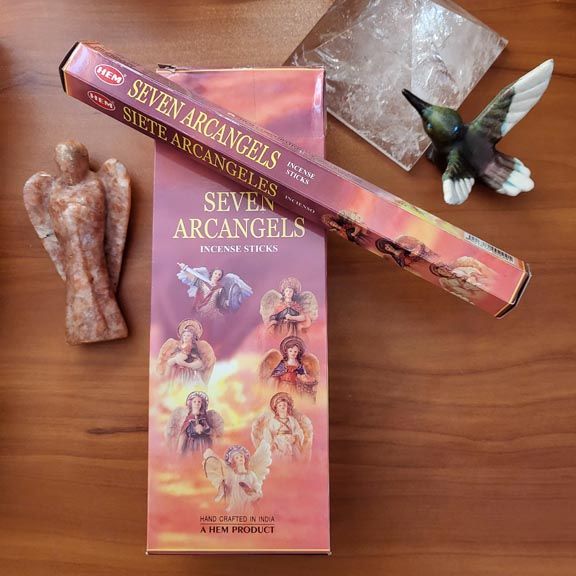 HEM
SEVEN ARCANGELS
HEM
SIETE ARCANGELES
INCENSE
STICKS
INCIENSO
SEVEN
ARCANGELS
INCENSE STICKS
HAND CRAFTED IN INDIA
A HEM PRODUCT